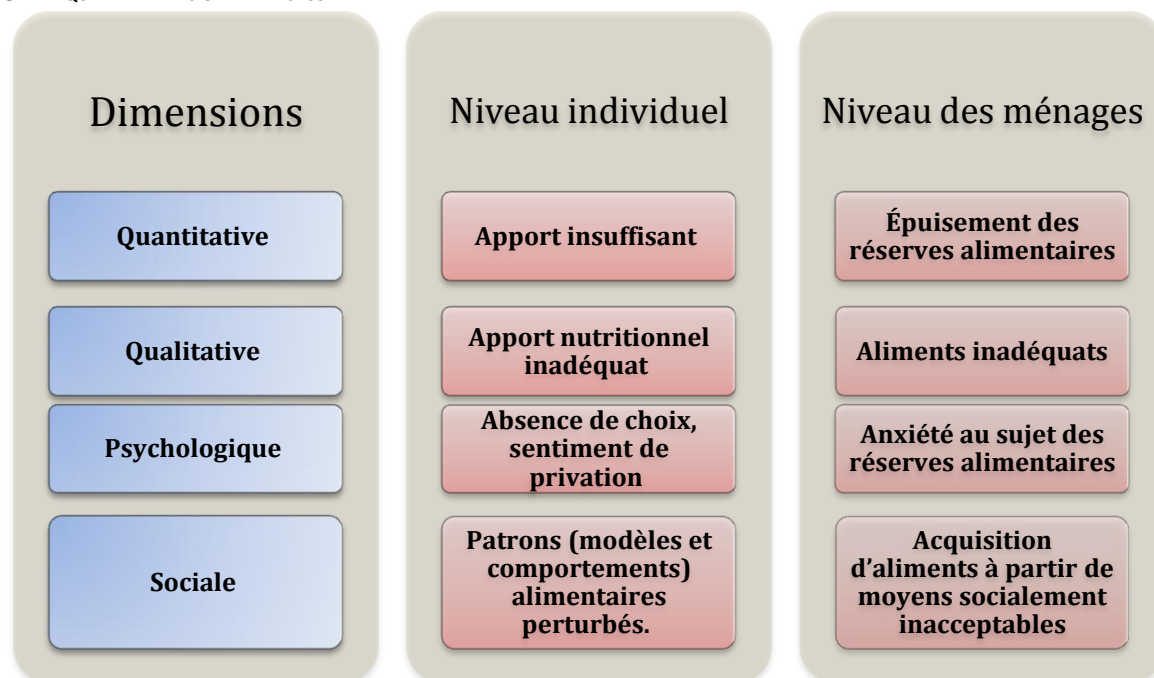 Dimensions
Quantitative
Qualitative
Psychologique
Sociale
Niveau individuel
Apport insuffisant
Apport nutritionnel
inadéquat
Absence de choix,
sentiment de
privation
Patrons (modèles et
comportements)
alimentaires
perturbés.
Niveau des ménages
Épuisement des
réserves alimentaires
Aliments inadéquats
Anxiété au sujet des
réserves alimentaires
Acquisition
d’aliments à partir de
moyens socialement
inacceptables